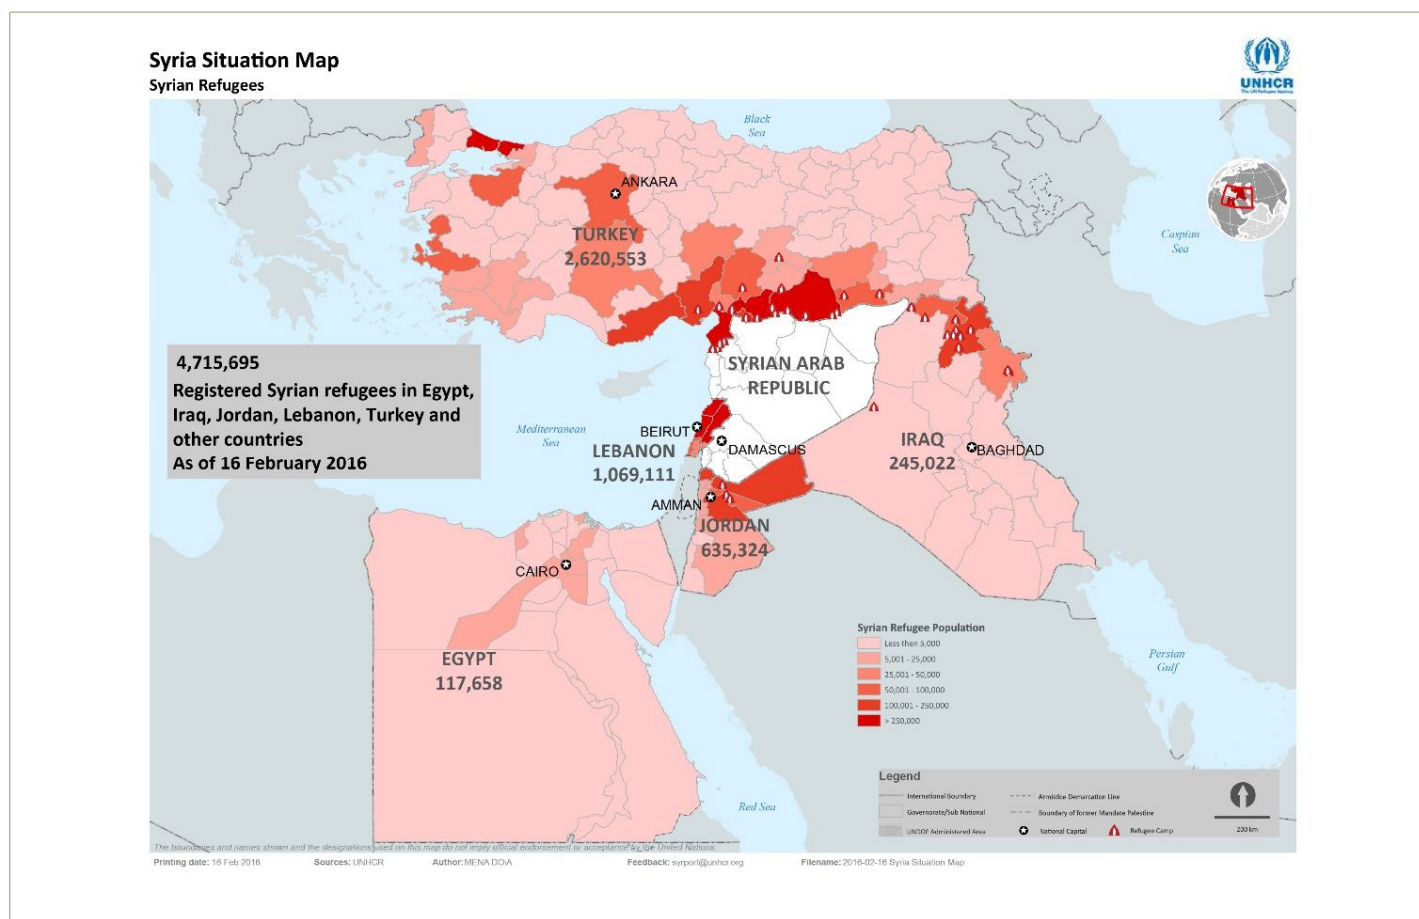 Syria Situation Map
Syrian Refugees
UNHCR
The UN Refugee Agency
Black
Sea
ANKARA
TURKEY
2,620,553
Caspian
Sea
4,715,695
Registered Syrian refugees in Egypt,
Iraq, Jordan, Lebanon, Turkey and
other countries
As of 16 February 2016
SYRIAN ARAB
REPUBLIC
Mediterranean
Sea
BEIRUT
LEBANON
1,069,111
DAMASCUS
IRAQ
245,022
BAGHDAD
AMMAN
JORDAN
635,324
CAIRO
EGYPT
117,658
Persian
Gulf
Red Sea
Syrian Refugee Population
Less then 5,000
5,001 - 25,000
25,001 - 50,000
50,001 - 100,000
100,001 - 250,000
> 250,000
Legend
International Boundary
Armistice Demarcation Line
Governorate/Sub National
Boundary of former Mandate Palestine
UNDOF Administered Area
National Capital
Refugee Camp
200 km
The boundaries and names shown and the designations used on this map do not imply official endorsement or acceptance by the United Nations.
Printing date: 16 Feb 2016 Sources: UNHCR Author: MENA DOiA Feedback: syrport@unhcr.org Filename: 2016-02-16 Syria Situation Map